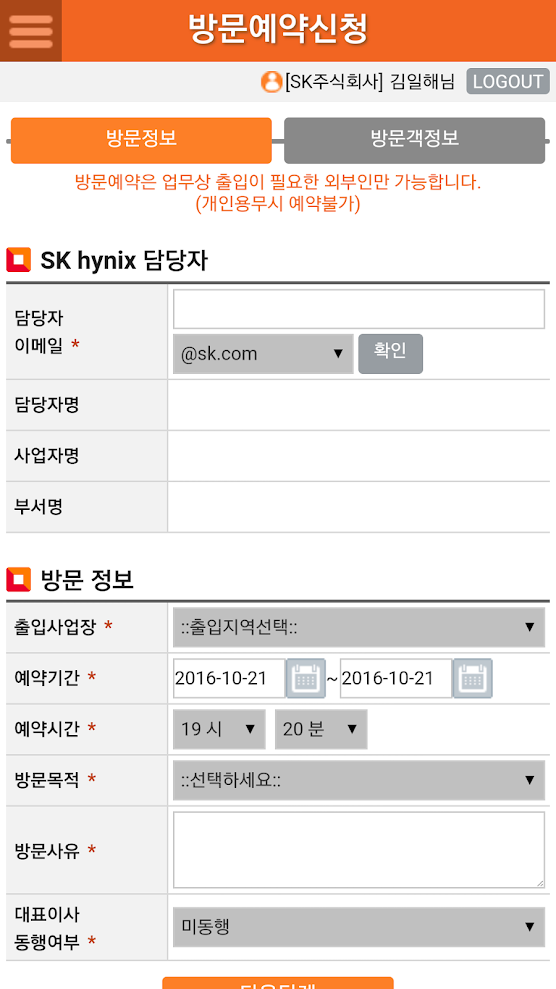 방문예약신청
[SK주식회사] 김일해님 LOGOUT
방문정보 방문객정보
방문예약은 업무상 출입이 필요한 외부인만 가능합니다.
(개인용무시 예약불가)
SK hynix 담당자
담당자
이메일 *
@sk.com ▼ 확인
담당자명
사업자명
부서명
방문 정보
출입사업장 * ::출입지역선택:: ▼
예약기간 * 2016-10-21 ~ 2016-10-21
예약시간 * 19 시 ▼ 20 분 ▼
방문목적 * ::선택하세요:: ▼
방문사유 *
대표이사
동행여부 *
미동행 ▼